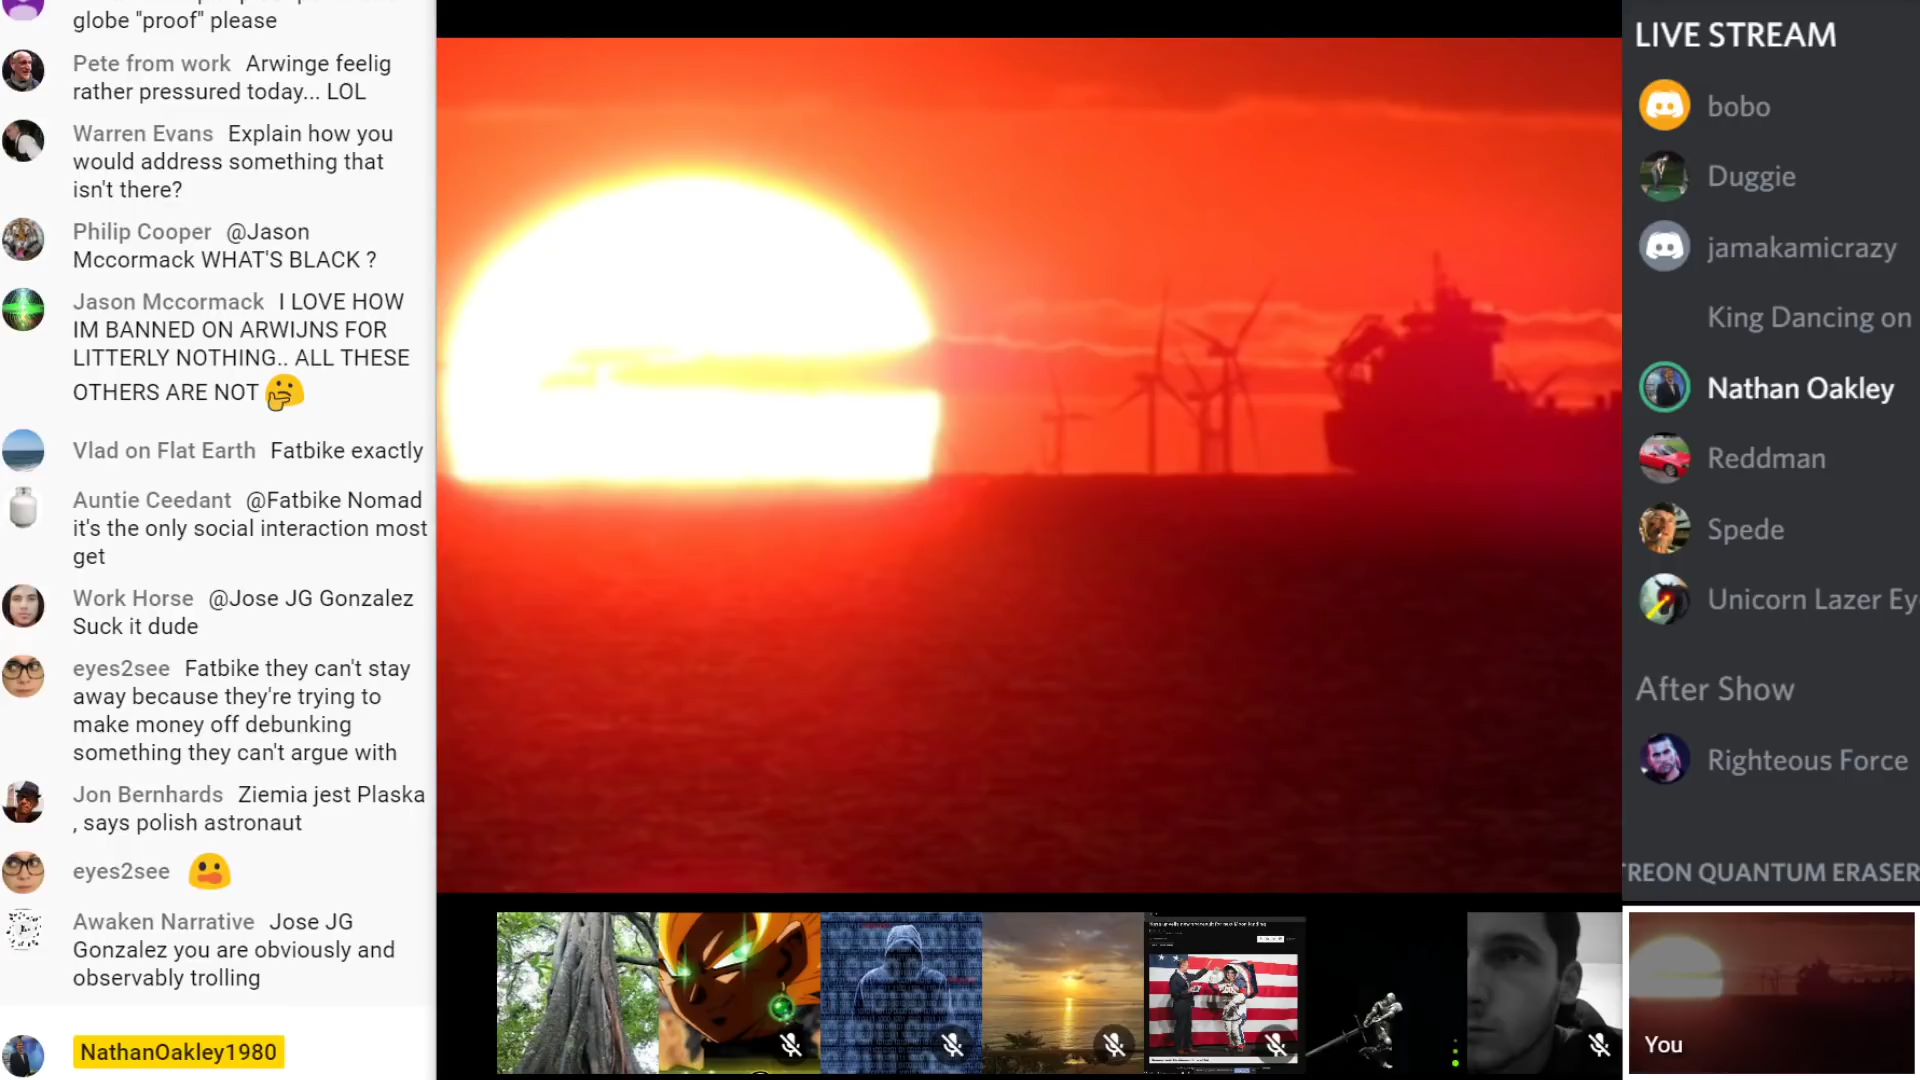 globe "proof" please
Pete from work Arwinge feelig
rather pressured today... LOL
Warren Evans Explain how you
would address something that
isn't there?
Philip Cooper @Jason
Mccormack WHAT'S BLACK ?
Jason Mccormack I LOVE HOW
IM BANNED ON ARWIJNS FOR
LITTERLY NOTHING.. ALL THESE
OTHERS ARE NOT
Vlad on Flat Earth Fatbike exactly
Auntie Ceedant @Fatbike Nomad
it's the only social interaction most
get
Work Horse @Jose JG Gonzalez
Suck it dude
eyes2see Fatbike they can't stay
away because they're trying to
make money off debunking
something they can't argue with
Jon Bernhards Ziemia jest Plaska
, says polish astronaut
eyes2see
Awaken Narrative Jose JG
Gonzalez you are obviously and
observably trolling
NathanOakley1980
LIVE STREAM
bobo
Duggie
jamakamicrazy
King Dancing on
Nathan Oakley
Reddman
Spede
Unicorn Lazer Ey
After Show
Righteous Force
TREON QUANTUM ERASER
You